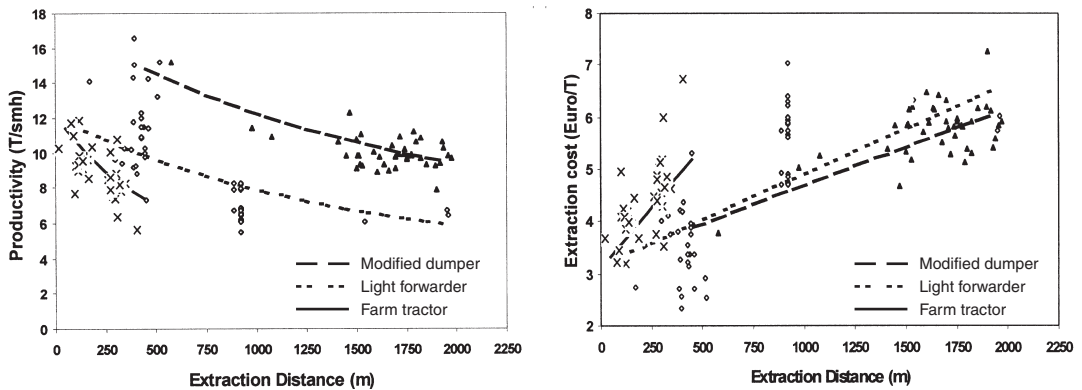 18
16
14
12
10
8
6
4
2
0
Productivity (T/smh)
0 250 500 750 1000 1250 1500 1750 2000 2250
Extraction Distance (m)
Modified dumper
Light forwarder
Farm tractor
8
7
6
5
4
3
2
Extraction cost (Euro/T)
0 250 500 750 1000 1250 1500 1750 2000 2250
Extraction Distance (m)
Modified dumper
Light forwarder
Farm tractor